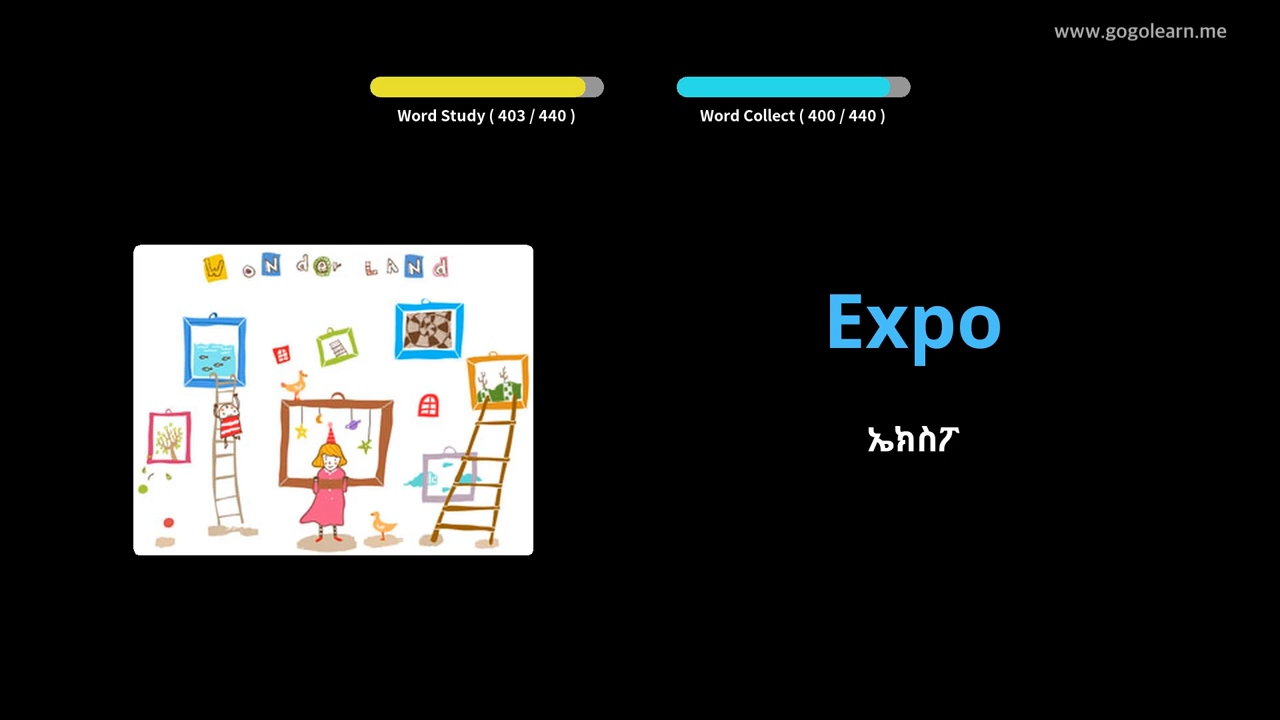 www.gogolearn.me
Word Study ( 403 / 440 )
Word Collect ( 400 / 440 )
WoNder LANd
Expo
ኤክስፖ